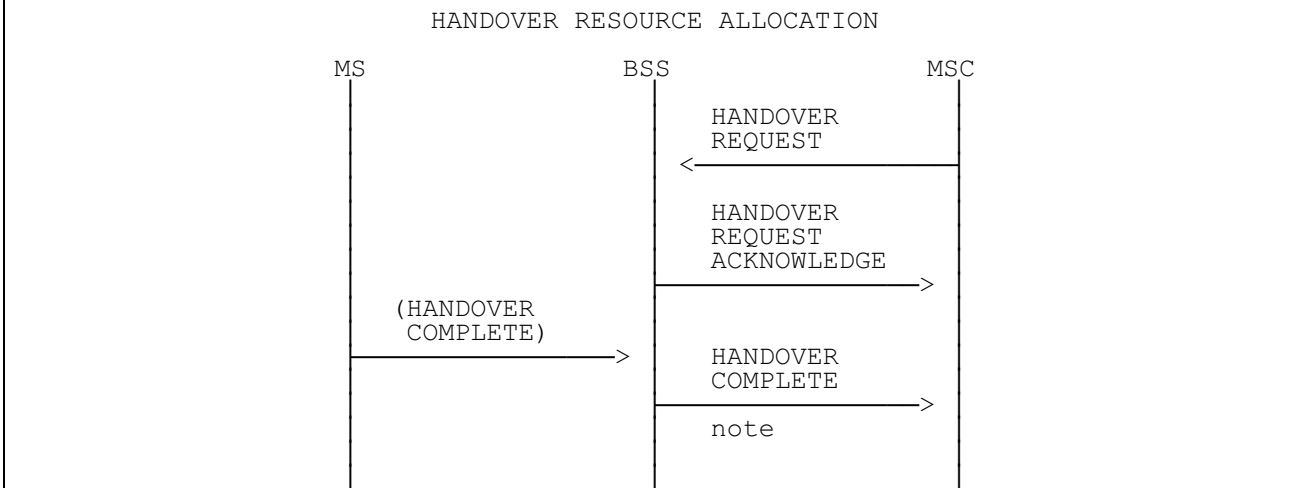 HANDOVER RESOURCE ALLOCATION
MS BSS MSC
HANDOVER
REQUEST
HANDOVER
REQUEST
ACKNOWLEDGE
(HANDOVER
COMPLETE)
HANDOVER
COMPLETE
note